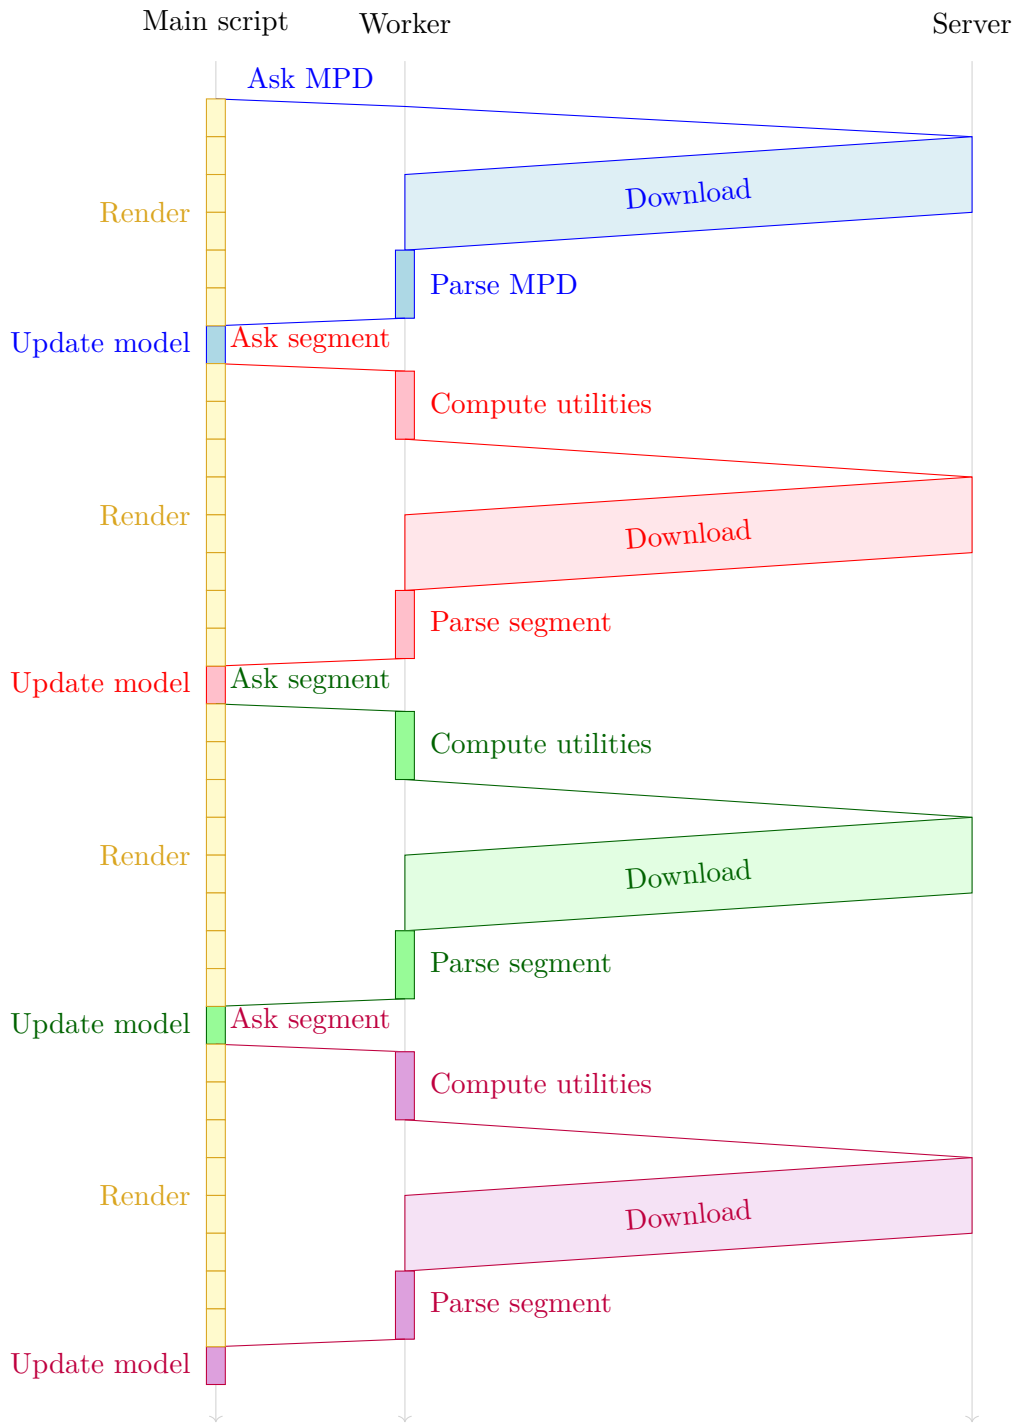 Main script
Worker
Server
Ask MPD
Download
Render
Parse MPD
Update model
Ask segment
Compute utilities
Render
Download
Parse segment
Update model
Ask segment
Compute utilities
Render
Download
Parse segment
Update model
Ask segment
Compute utilities
Render
Download
Parse segment
Update model